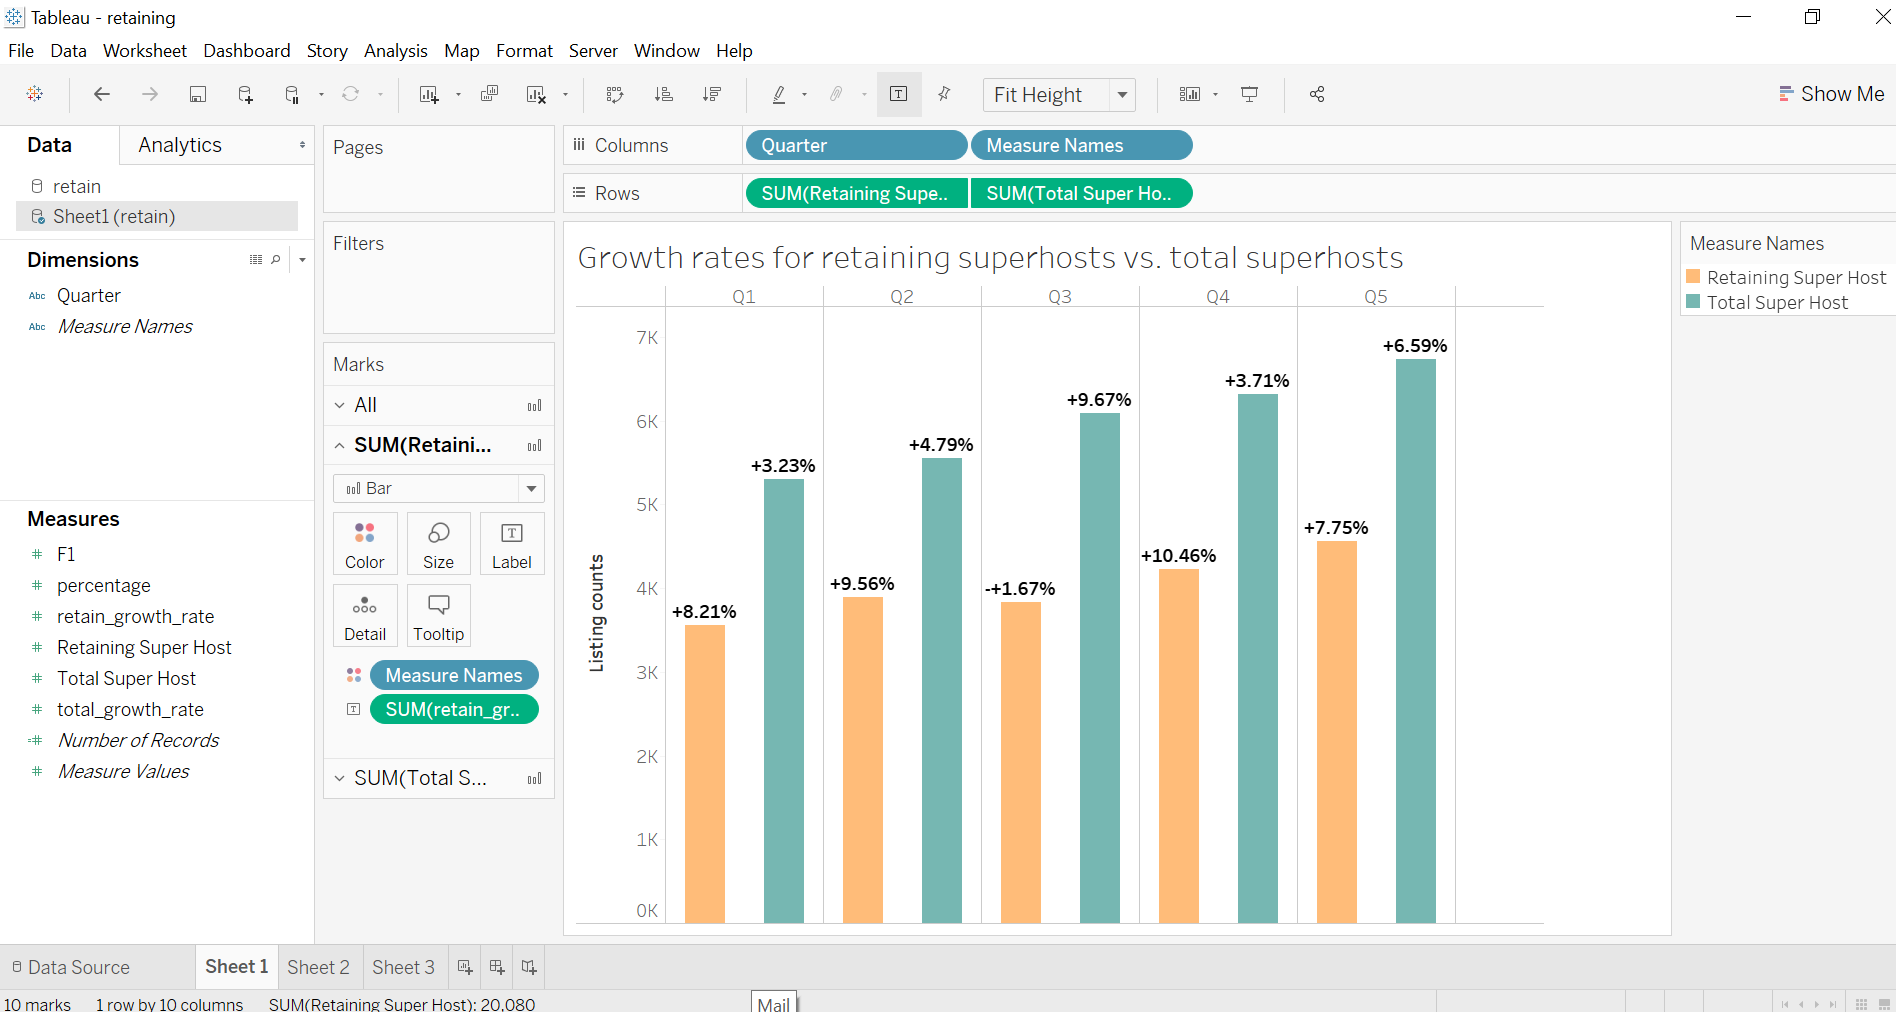 Tableau - retaining
File Data Worksheet Dashboard Story Analysis Map Format Server Window Help
Fit Height
Show Me
Data Analytics
retain
Sheet1 (retain)
Dimensions
Abc Quarter
Abc Measure Names
Measures
# F1
# percentage
# retain_growth_rate
# Retaining Super Host
# Total Super Host
# total_growth_rate
=# Number of Records
# Measure Values
Pages
Filters
Marks
All
SUM(Retaini...
Bar
Color Size T Label
Detail Tooltip
Measure Names
T SUM(retain_gr..
SUM(Total S...
Columns Quarter Measure Names
Rows SUM(Retaining Supe.. SUM(Total Super Ho..
Growth rates for retaining superhosts vs. total superhosts
Q1 Q2 Q3 Q4 Q5
7K
6K
5K
4K
3K
2K
1K
0K
Listing counts
+8.21% +3.23%
+9.56% +4.79%
-+1.67% +9.67%
+10.46% +3.71%
+7.75% +6.59%
Measure Names
Retaining Super Host
Total Super Host
Data Source Sheet 1 Sheet 2 Sheet 3
10 marks 1 row by 10 columns SUM(Retaining Super Host): 20,080
Mail